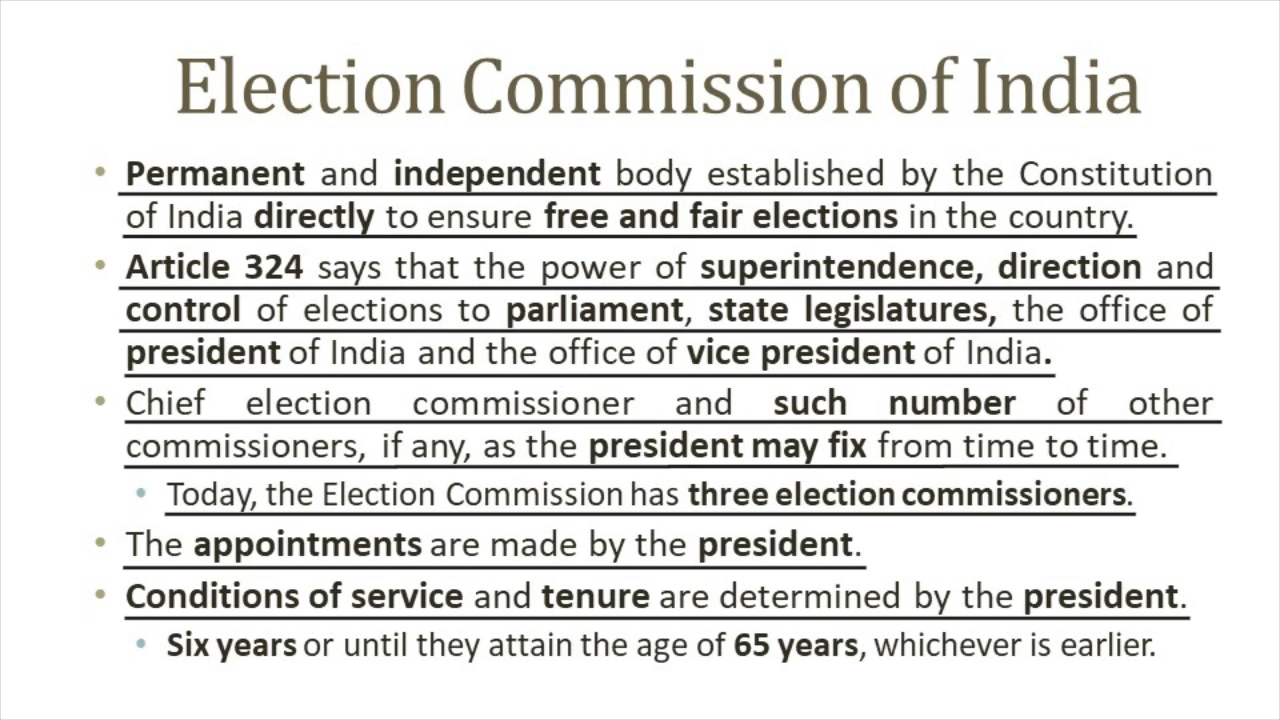 Election Commission of India
• Permanent and independent body established by the Constitution
of India directly to ensure free and fair elections in the country.
• Article 324 says that the power of superintendence, direction and
control of elections to parliament, state legislatures, the office of
president of India and the office of vice president of India.
• Chief election commissioner and such number of other
commissioners, if any, as the president may fix from time to time.
• Today, the Election Commission has three election commissioners.
• The appointments are made by the president.
• Conditions of service and tenure are determined by the president.
• Six years or until they attain the age of 65 years, whichever is earlier.